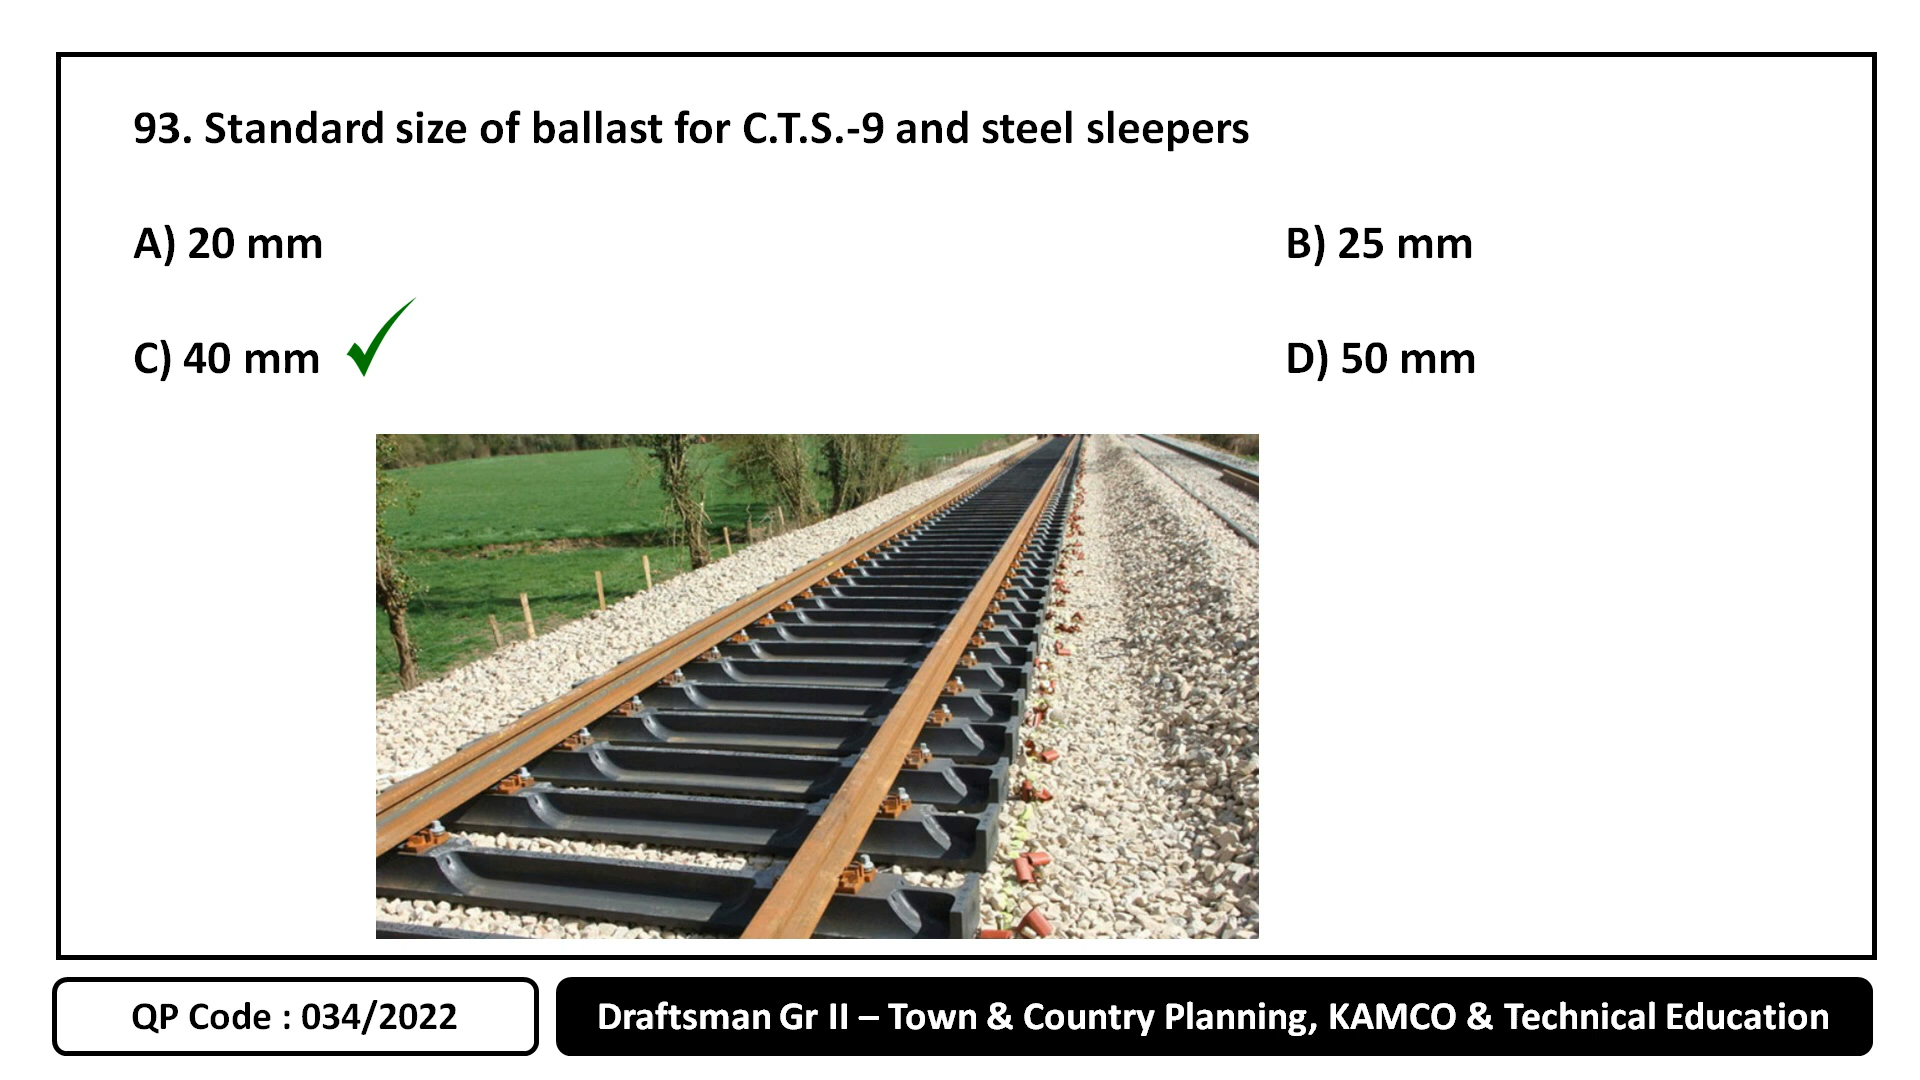 93. Standard size of ballast for C.T.S.-9 and steel sleepers
A) 20 mm
B) 25 mm
C) 40 mm
D) 50 mm
QP Code : 034/2022
Draftsman Gr II – Town & Country Planning, KAMCO & Technical Education